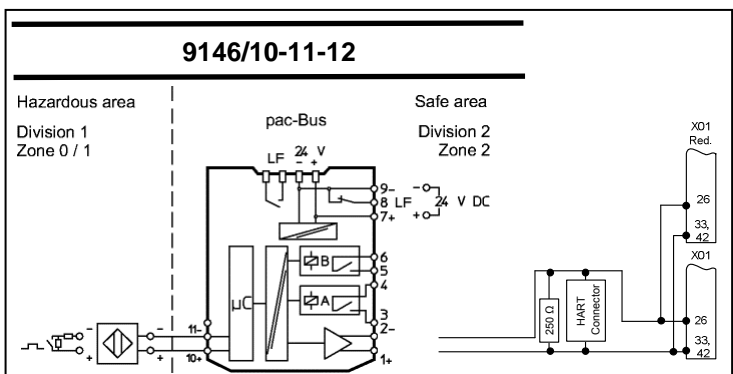 9146/10-11-12
Hazardous area
Safe area
Division 1
Zone 0 / 1
Division 2
Zone 2
pac-Bus
LF 24 V
- +
9-
8 LF
7+
- 24 V DC
+
6
5
4
3
2-
1+
B
A
µC
11-
10+
- -
+ +
250 Ω
HART
Connector
X01
Red.
26
33,
42
X01
26
33,
42